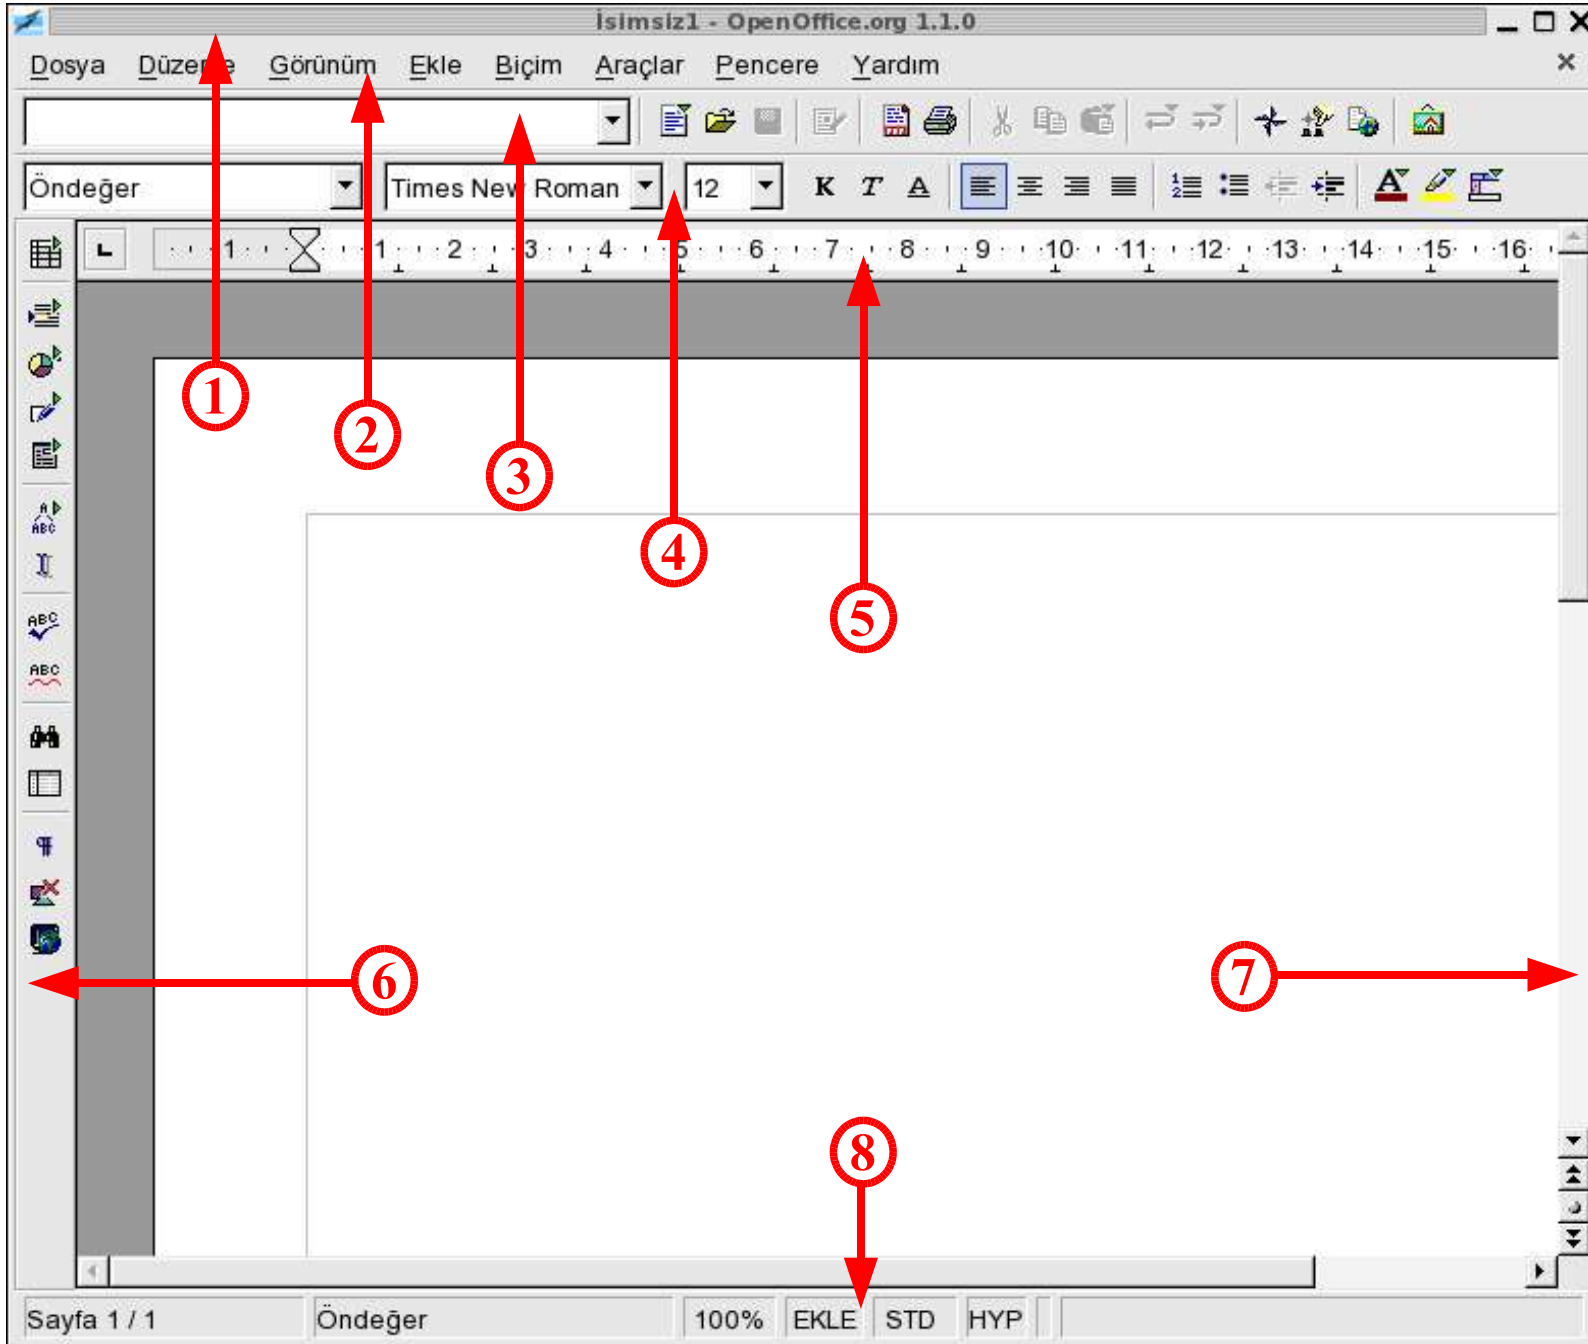 İsimsiz1 - OpenOffice.org 1.1.0
Dosya Düzenle Görünüm Ekle Biçim Araçlar Pencere Yardım
Öndeğer Times New Roman 12 K T A
1 1 2 3 4 5 6 7 8 9 10 11 12 13 14 15 16
1
2
3
4
5
6
7
8
Sayfa 1 / 1 Öndeğer 100% EKLE STD HYP